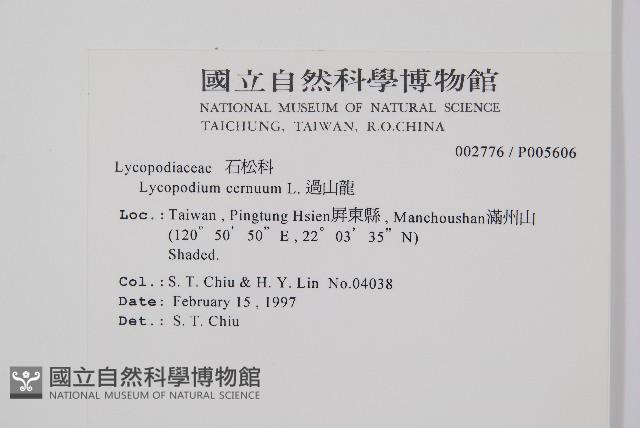 國立自然科學博物館
NATIONAL MUSEUM OF NATURAL SCIENCE
TAICHUNG, TAIWAN, R.O.CHINA
002776 / P005606
Lycopodiaceae 石松科
Lycopodium cernuum L. 過山龍
Loc.: Taiwan , Pingtung Hsien屏東縣 , Manchoushan滿州山
(120° 50′ 50″ E , 22° 03′ 35″ N)
Shaded.
Col.: S. T. Chiu & H. Y. Lin No.04038
Date: February 15 , 1997
Det.: S. T. Chiu
國立自然科學博物館
NATIONAL MUSEUM OF NATURAL SCIENCE